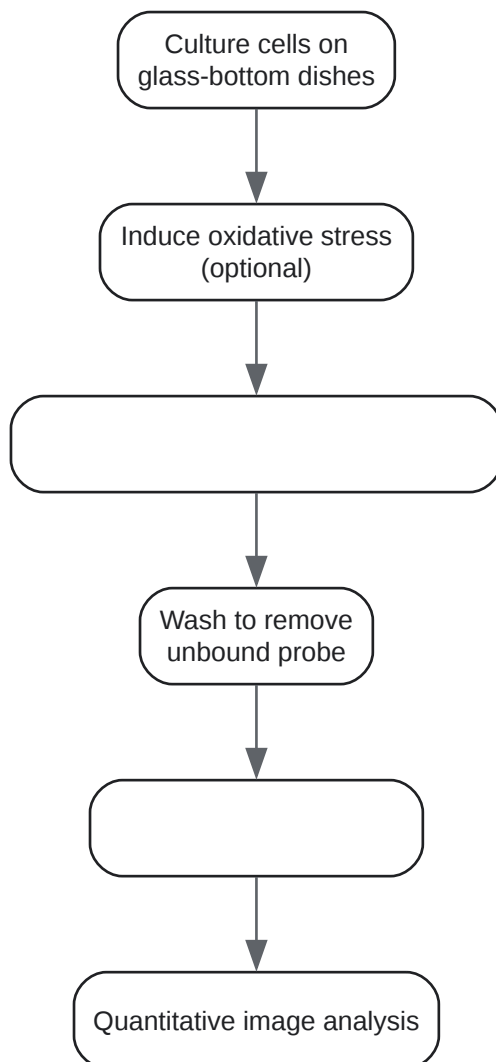 Culture cells on
glass-bottom dishes
Induce oxidative stress
(optional)
Wash to remove
unbound probe
Quantitative image analysis